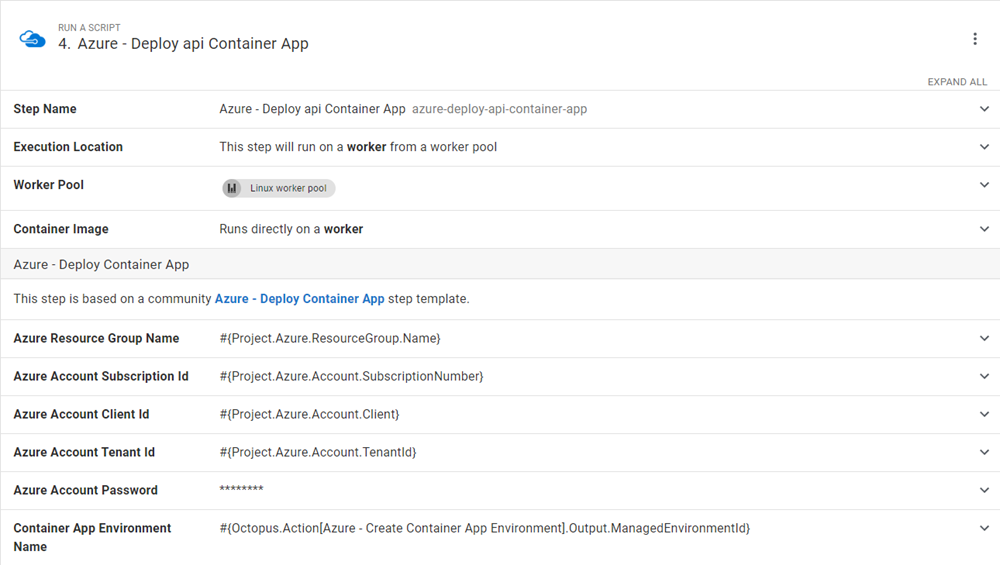 RUN A SCRIPT
4. Azure - Deploy api Container App
EXPAND ALL
Step Name Azure - Deploy api Container App azure-deploy-api-container-app
Execution Location This step will run on a worker from a worker pool
Worker Pool Linux worker pool
Container Image Runs directly on a worker
Azure - Deploy Container App
This step is based on a community Azure - Deploy Container App step template.
Azure Resource Group Name #{Project.Azure.ResourceGroup.Name}
Azure Account Subscription Id #{Project.Azure.Account.SubscriptionNumber}
Azure Account Client Id #{Project.Azure.Account.Client}
Azure Account Tenant Id #{Project.Azure.Account.TenantId}
Azure Account Password ********
Container App Environment #{Octopus.Action[Azure - Create Container App Environment].Output.ManagedEnvironmentId}
Name